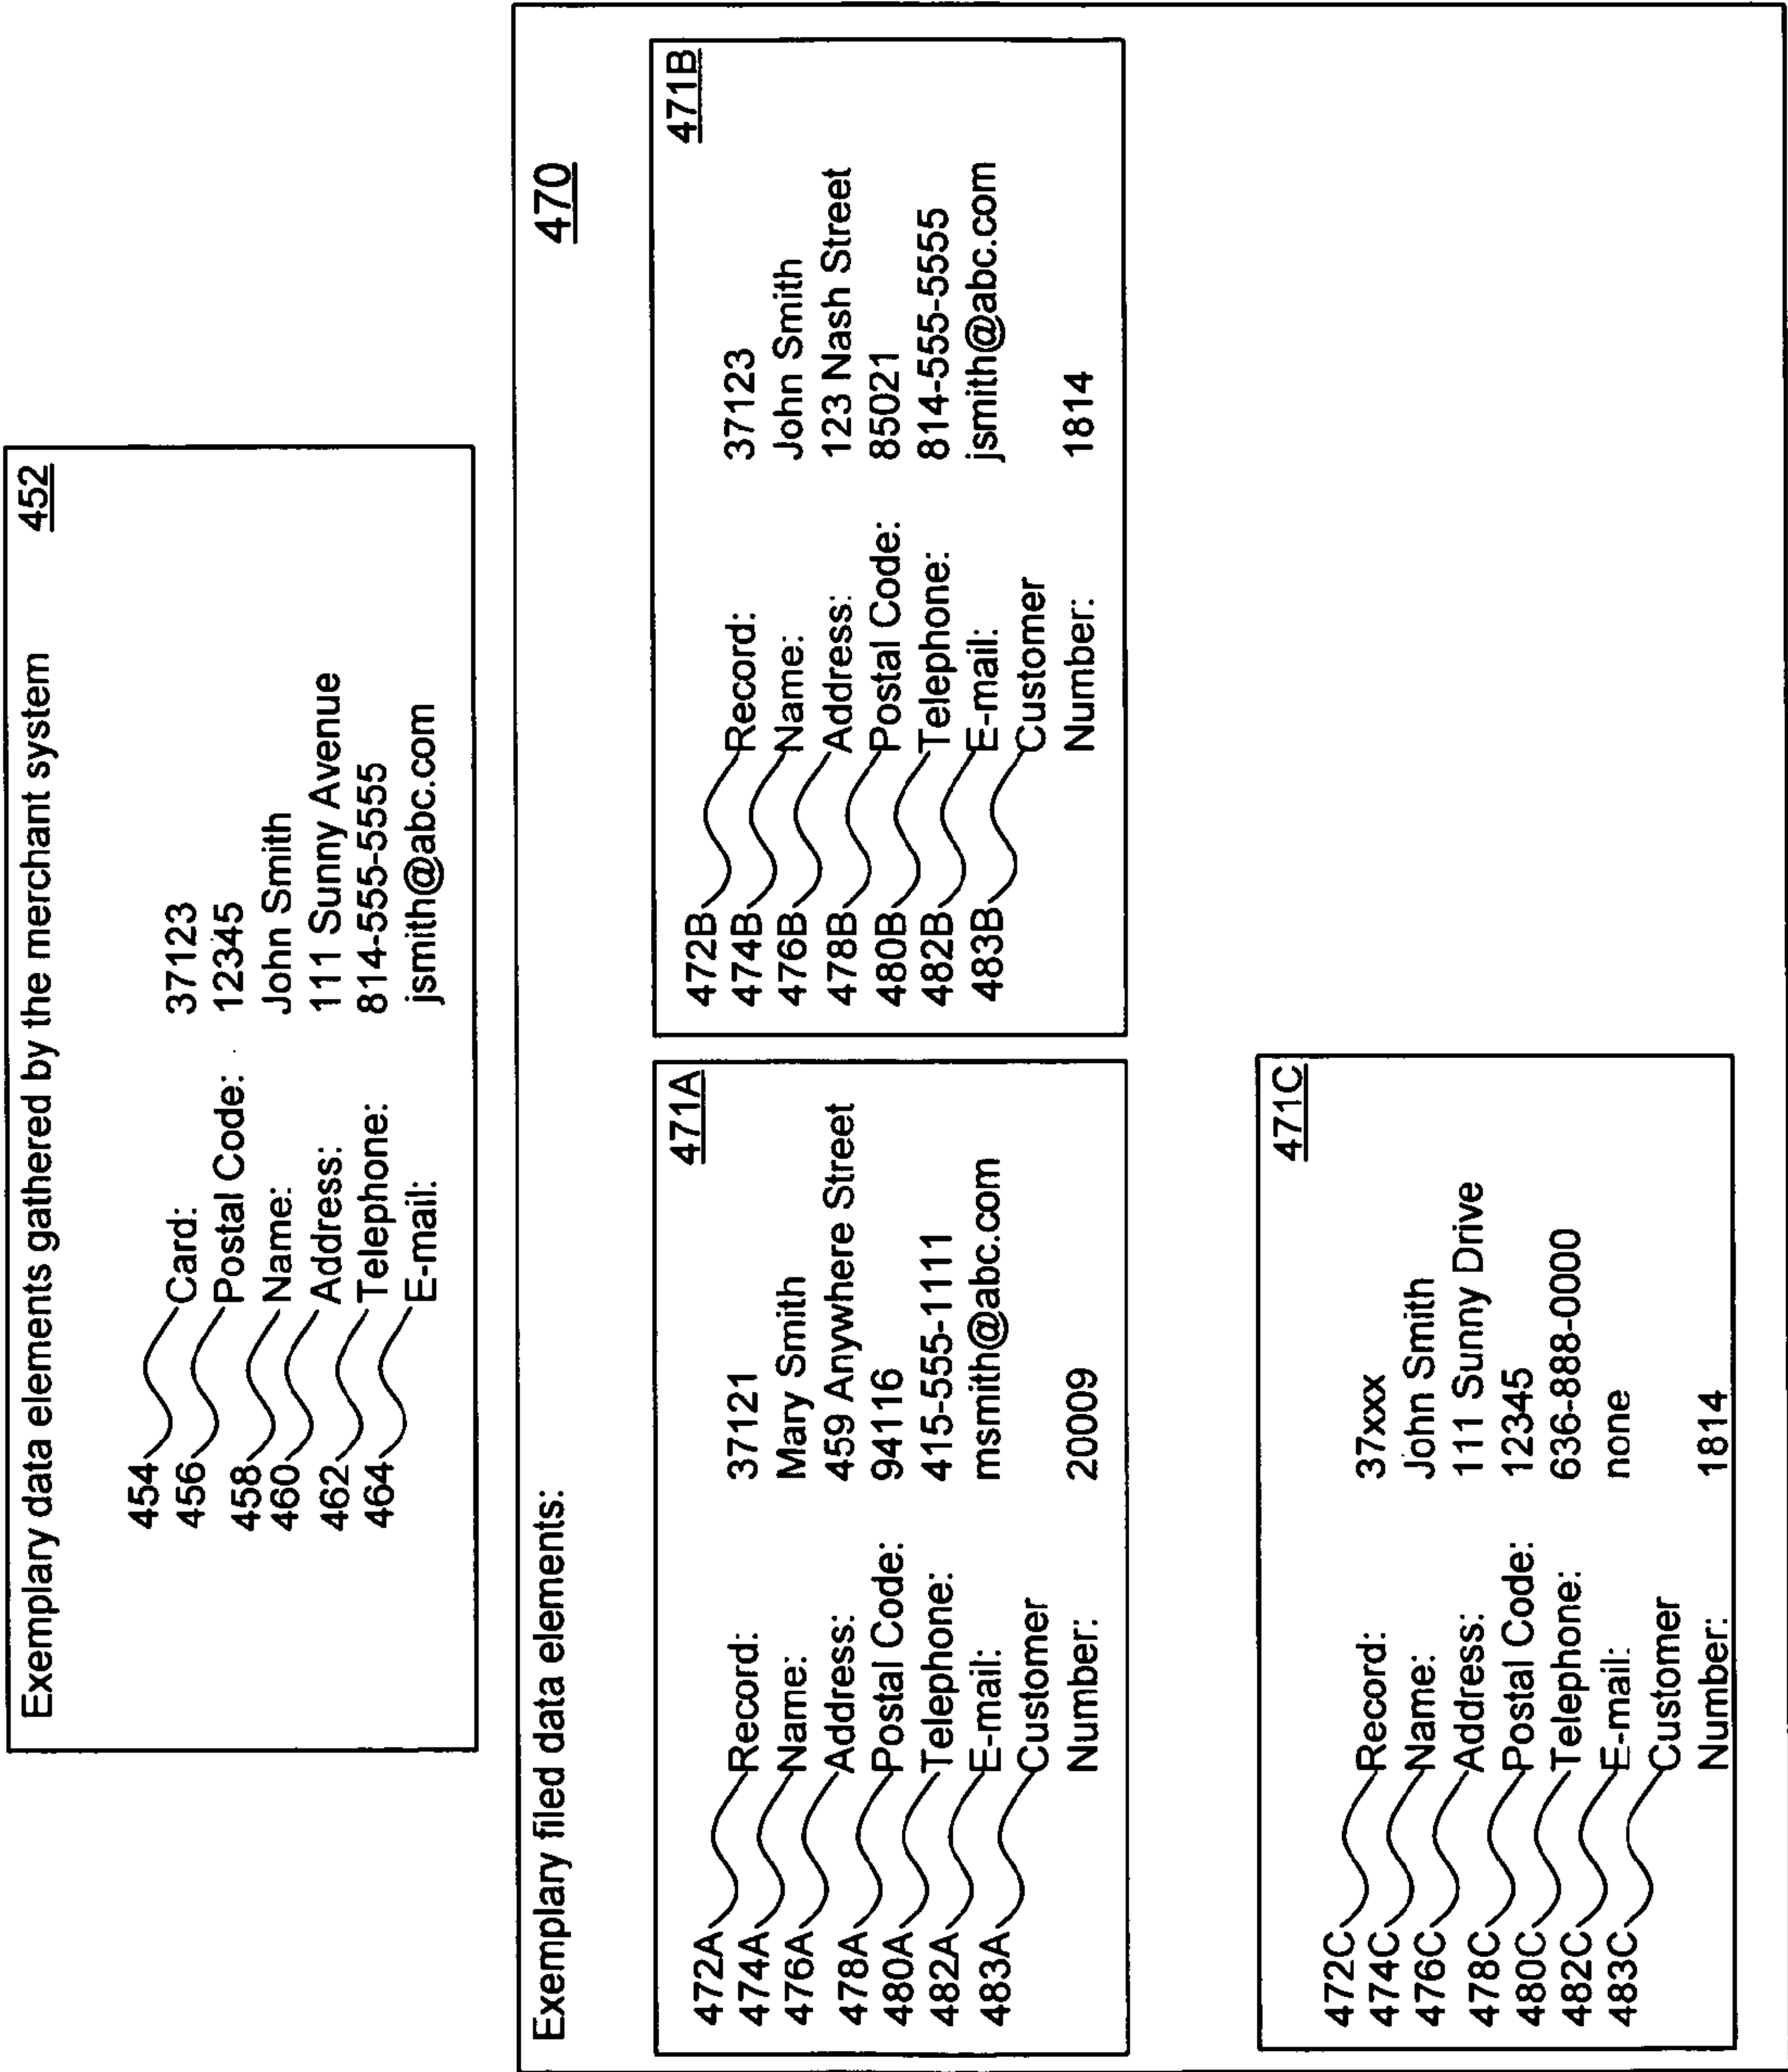 Exemplary data elements gathered by the merchant system
452
454 Card: 37123
456 Postal Code: 12345
458 Name: John Smith
460 Address: 111 Sunny Avenue
462 Telephone: 814-555-5555
464 E-mail: jsmith@abc.com
Exemplary filed data elements:
470
471A
472A Record: 37121
474A Name: Mary Smith
476A Address: 459 Anywhere Street
478A Postal Code: 94116
480A Telephone: 415-555-1111
482A E-mail: msmith@abc.com
483A Customer
Number: 20009
471B
472B Record: 37123
474B Name: John Smith
476B Address: 123 Nash Street
478B Postal Code: 85021
480B Telephone: 814-555-5555
482B E-mail: jsmith@abc.com
483B Customer
Number: 1814
471C
472C Record: 37xxx
474C Name: John Smith
476C Address: 111 Sunny Drive
478C Postal Code: 12345
480C Telephone: 636-888-0000
482C E-mail: none
483C Customer
Number: 1814